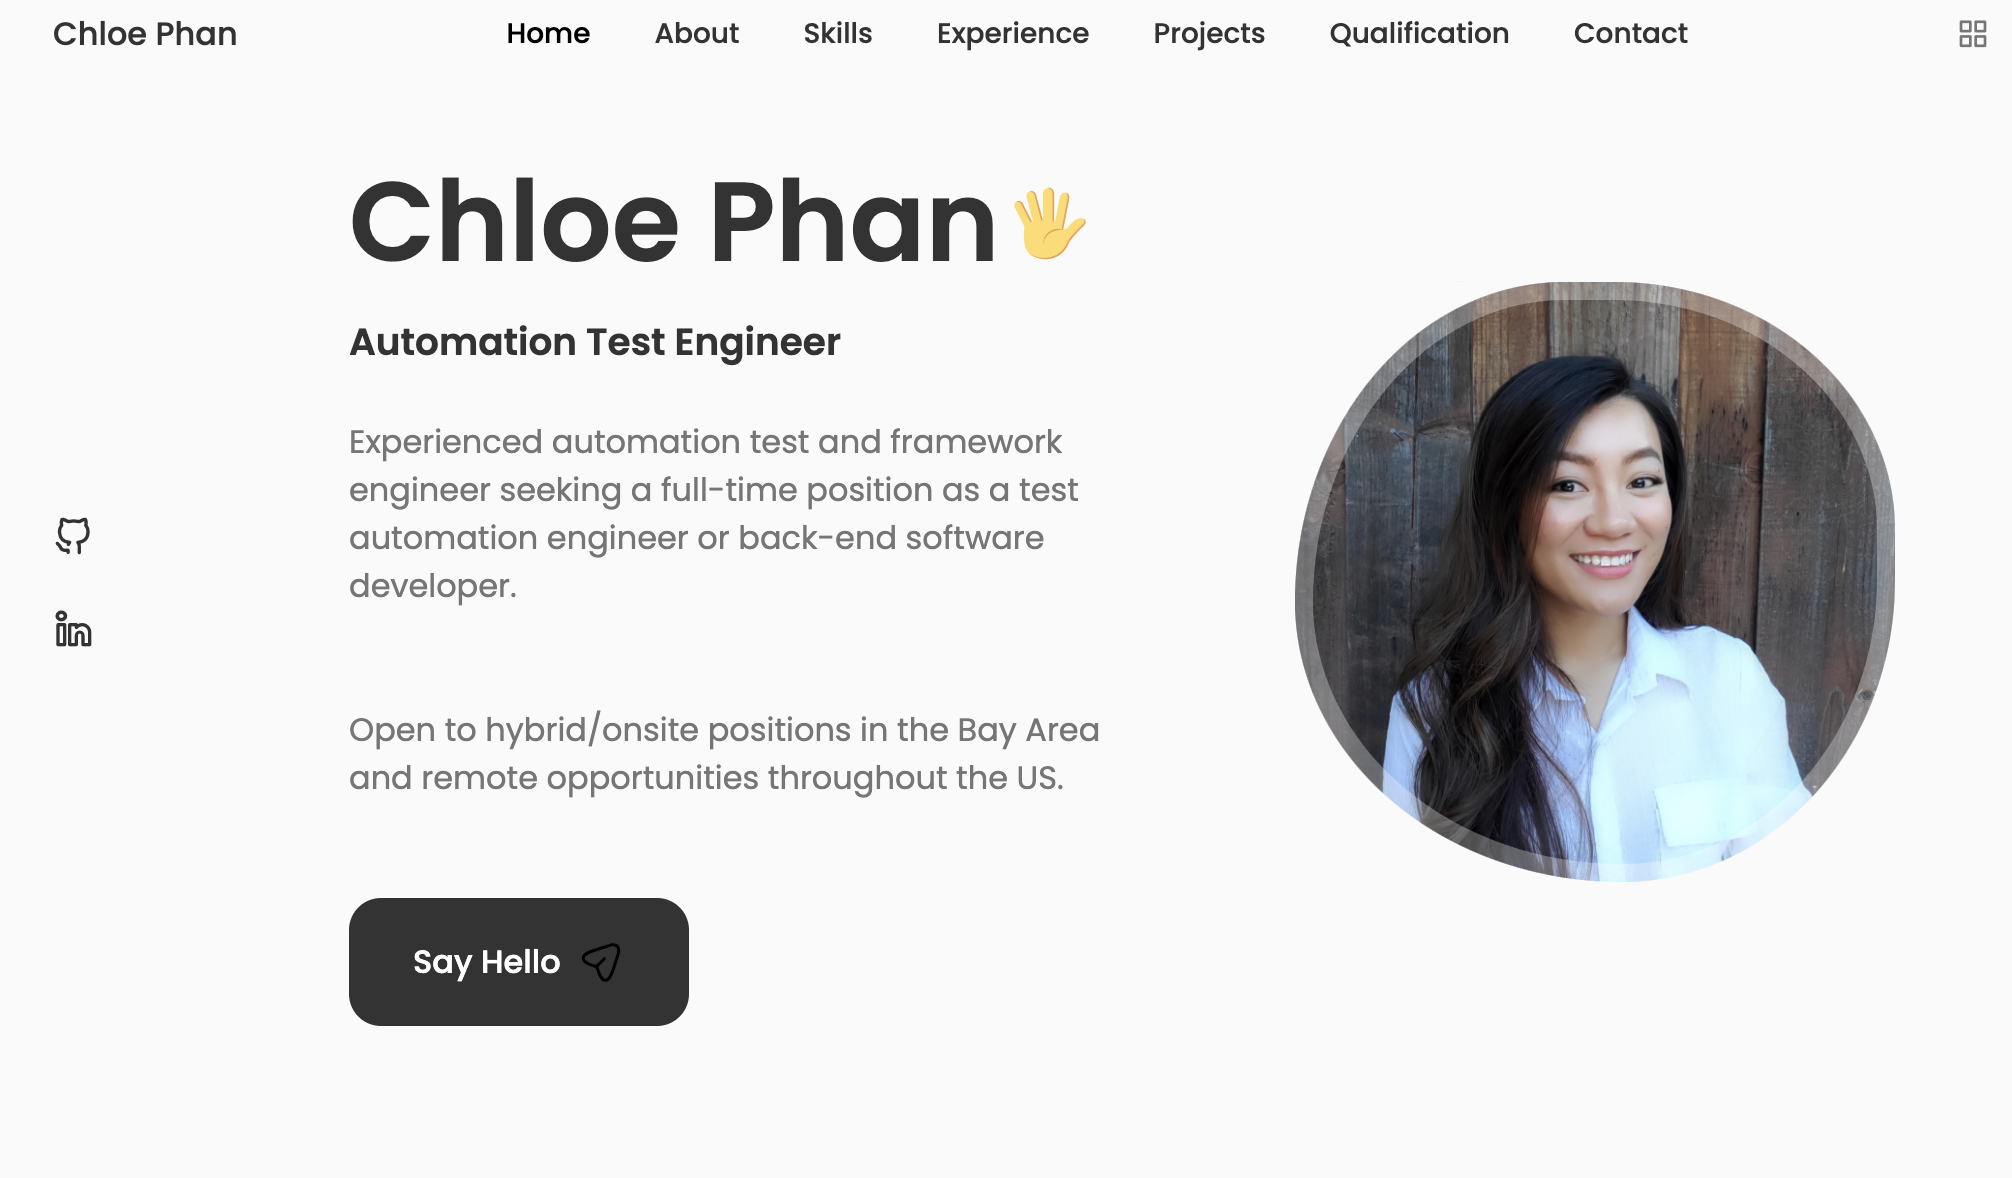 Chloe Phan
Home About Skills Experience Projects Qualification Contact
Chloe Phan🖐
Automation Test Engineer
Experienced automation test and framework
engineer seeking a full-time position as a test
automation engineer or back-end software
developer.
Open to hybrid/onsite positions in the Bay Area
and remote opportunities throughout the US.
Say Hello